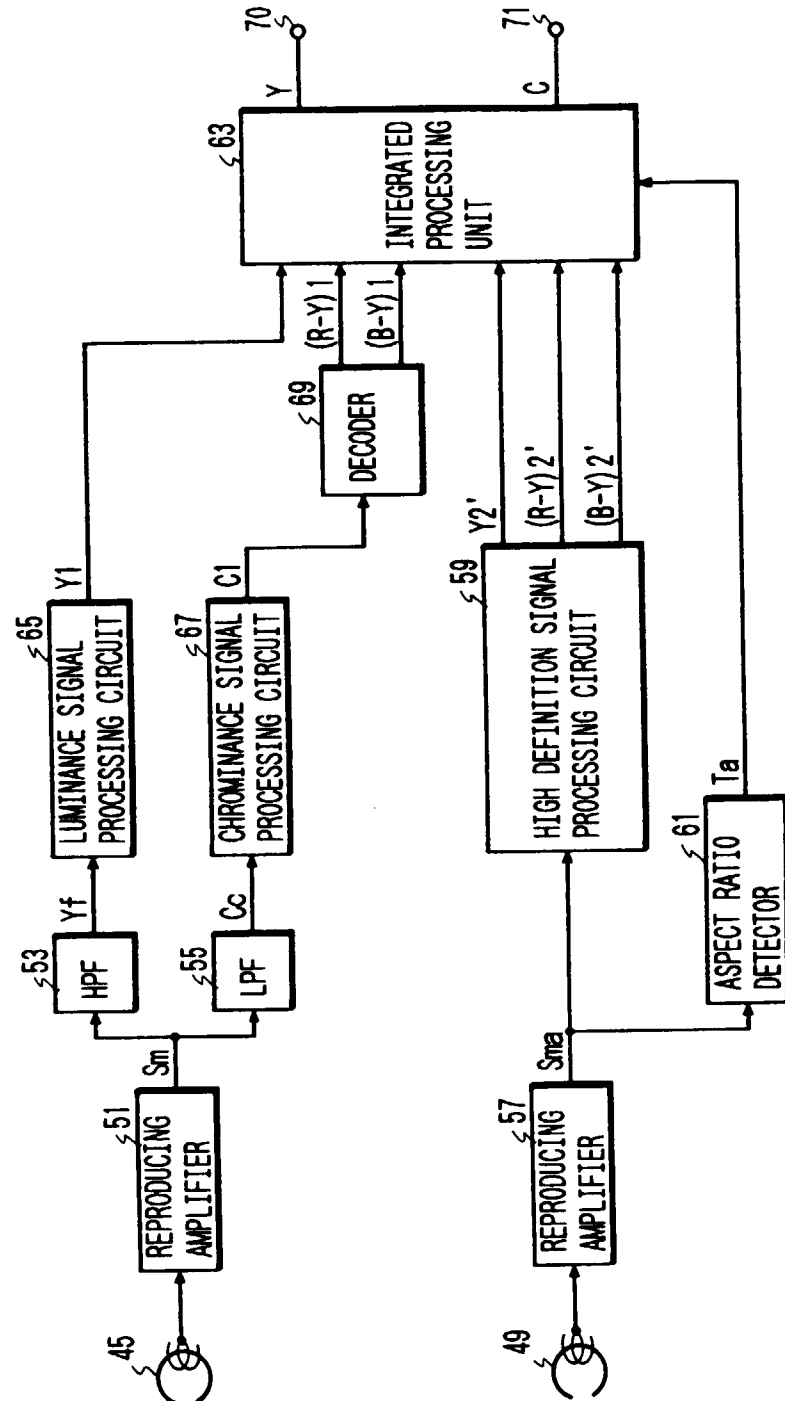 45
REPRODUCING
AMPLIFIER
51
Sm
53
HPF
Yf
LUMINANCE SIGNAL
PROCESSING CIRCUIT
65
Y1
55
LPF
Cc
CHROMINANCE SIGNAL
PROCESSING CIRCUIT
67
C1
DECODER
69
(R-Y)1
(B-Y)1
INTEGRATED
PROCESSING
UNIT
63
Y
70
C
71
49
REPRODUCING
AMPLIFIER
57
Sma
HIGH DEFINITION SIGNAL
PROCESSING CIRCUIT
59
Y2'
(R-Y)2'
(B-Y)2'
ASPECT RATIO
DETECTOR
61
Ta